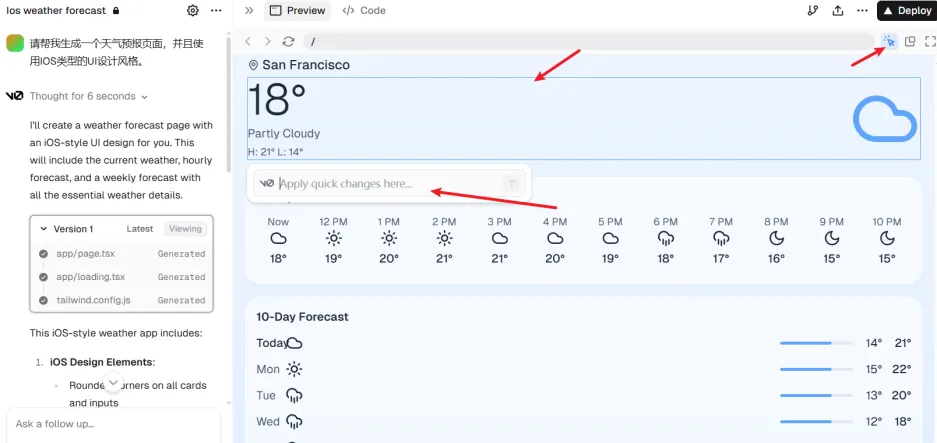 Ios weather forecast
Preview
Code
Deploy
请帮我生成一个天气预报页面，并且使
用IOS类型的UI设计风格。
/
San Francisco
18°
Partly Cloudy
H: 21° L: 14°
v0 Thought for 6 seconds
I'll create a weather forecast page with
an iOS-style UI design for you. This
will include the current weather, hourly
forecast, and a weekly forecast with
all the essential weather details.
Version 1 Latest Viewing
app/page.tsx Generated
app/loading.tsx Generated
tailwind.config.js Generated
This iOS-style weather app includes:
1. iOS Design Elements:
corners on all cards
and inputs
Ask a follow up...
v0 Apply quick changes here...
Now 12 PM 1 PM 2 PM 3 PM 4 PM 5 PM 6 PM 7 PM 8 PM 9 PM 10 PM
18° 19° 20° 21° 21° 20° 19° 18° 17° 16° 15° 15°
10-Day Forecast
Today 14° 21°
Mon 15° 22°
Tue 13° 20°
Wed 12° 18°